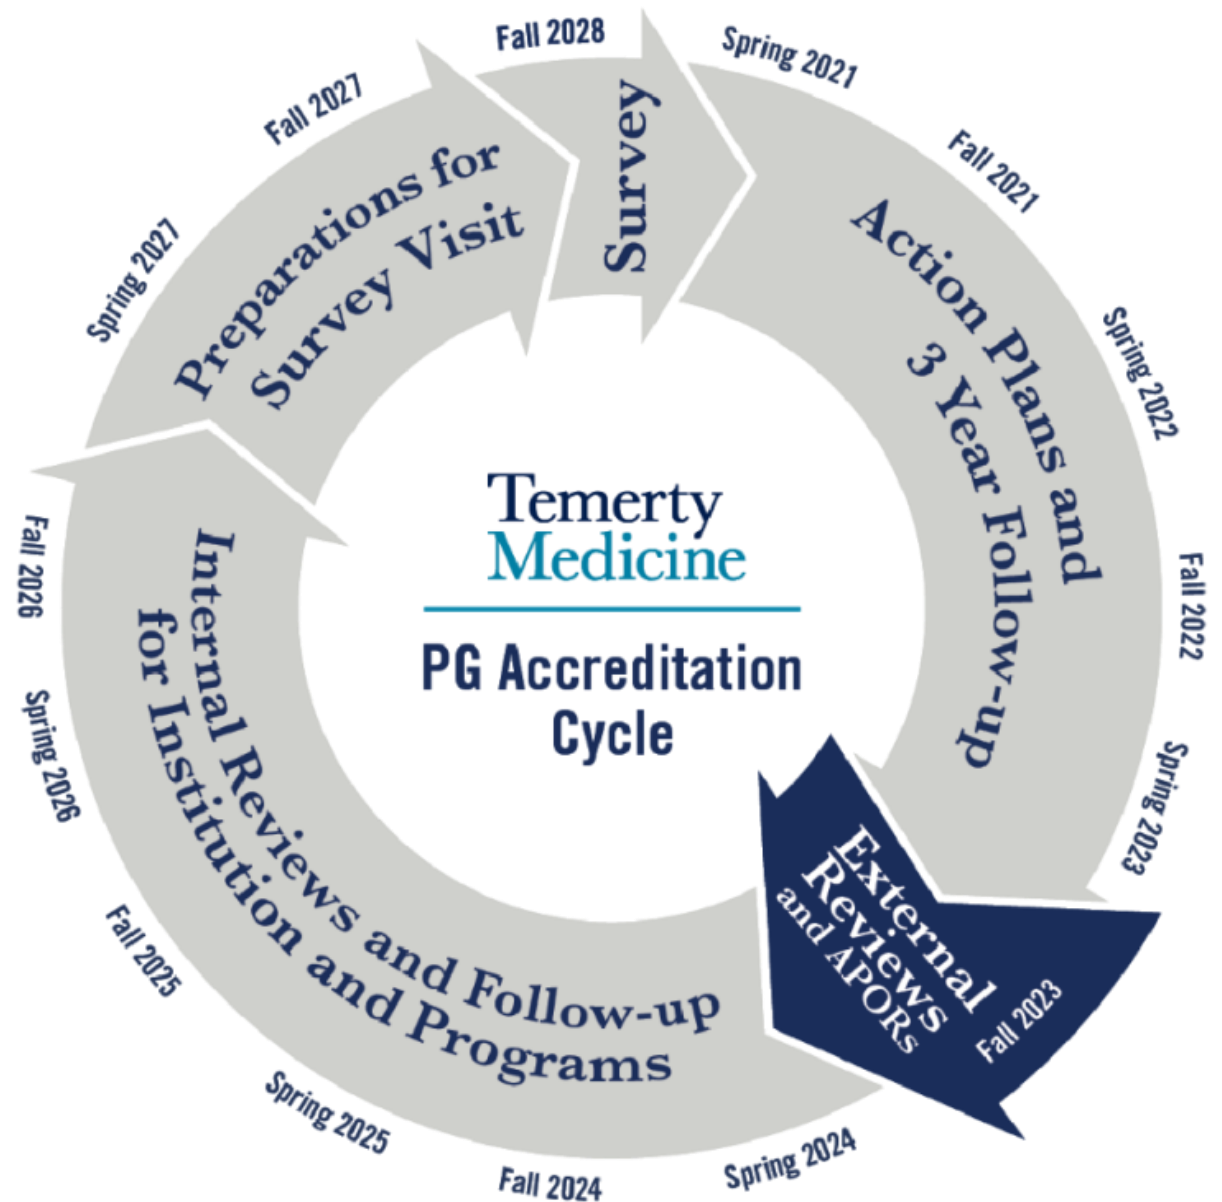 Fall 2028
Survey
Spring 2021
Fall 2021
Spring 2022
Fall 2022
Spring 2023
Action Plans and
3 Year Follow-up
External
Reviews
and APORs
Fall 2023
Spring 2024
Fall 2024
Spring 2025
Fall 2025
Spring 2026
Fall 2026
Internal Reviews and Follow-up
for Institution and Programs
Spring 2027
Fall 2027
Preparations for
Survey Visit
Temerty
Medicine
PG Accreditation
Cycle